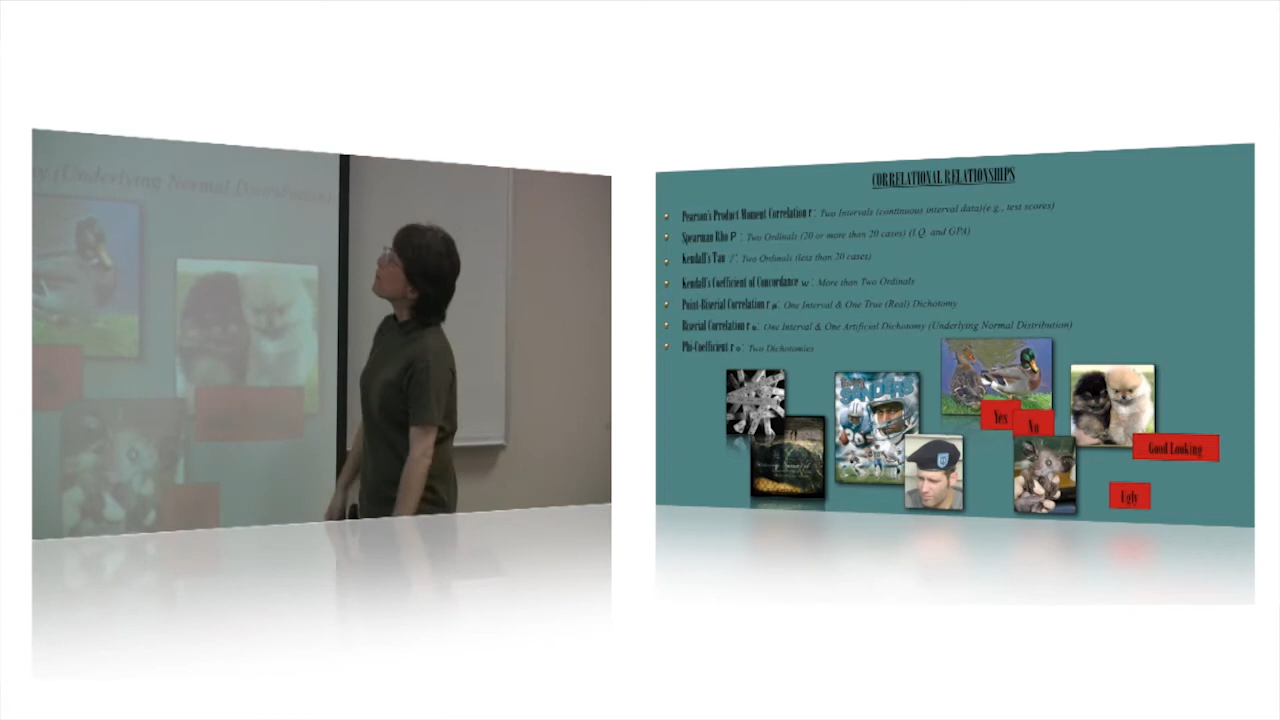 (Underlying Normal Distribution)
CORRELATIONAL RELATIONSHIPS
Pearson's Product Moment Correlation r : Two Intervals (continuous interval data)(e.g., test scores)
Spearman Rho P : Two Ordinals (20 or more than 20 cases) (I.Q. and GPA)
Kendall's Tau : Two Ordinals (less than 20 cases)
Kendall's Coefficient of Concordance w : More than Two Ordinals
Point-Biserial Correlation r : One Interval & One True (Real) Dichotomy
Biserial Correlation r : One Interval & One Artificial Dichotomy (Underlying Normal Distribution)
Phi-Coefficient r : Two Dichotomies
SANDERS
Yes
No
Good Looking
Ugly